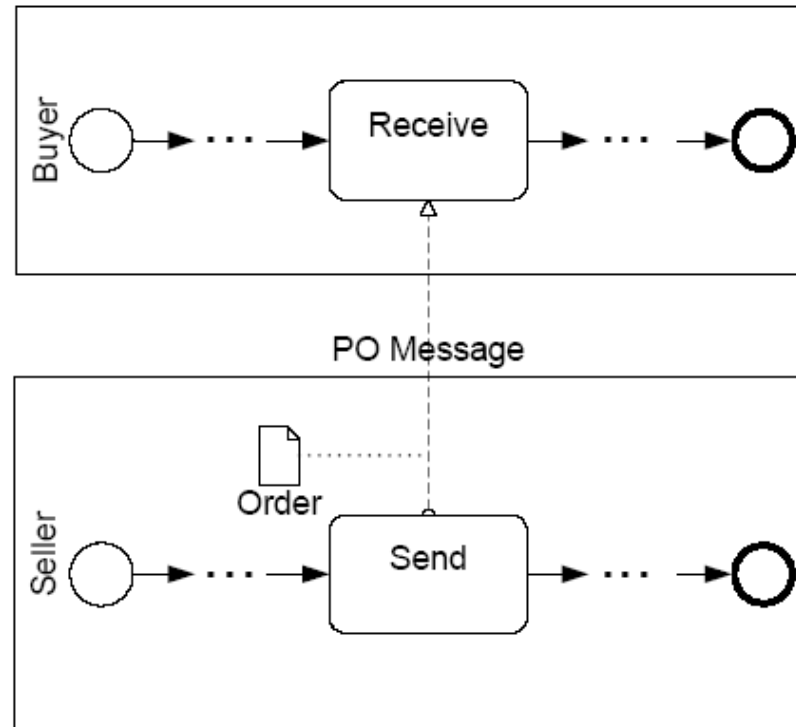 Buyer
...
Receive
...
PO Message
Order
Seller
...
Send
...